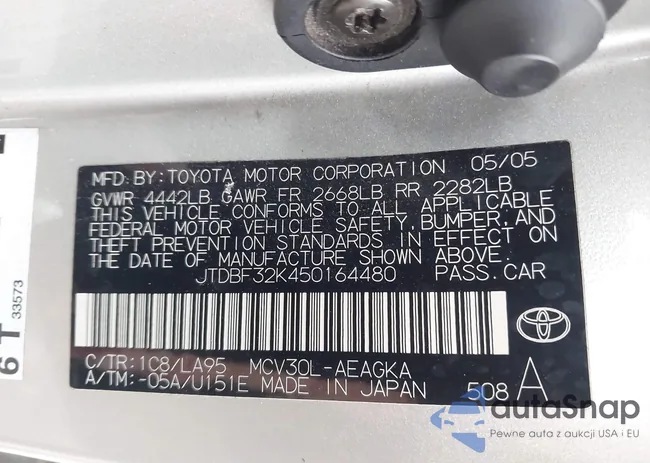 MFD.BY:TOYOTA MOTOR CORPORATION 05/05
GVWR 4442LB GAWR FR 2668LB RR 2282LB
THIS VEHICLE CONFORMS TO ALL APPLICABLE
FEDERAL MOTOR VEHICLE SAFETY,BUMPER,AND
THEFT PREVENTION STANDARDS IN EFFECT ON
THE DATE OF MANUFACTURE SHOWN ABOVE.
JTDBF32K450164480 PASS.CAR
C/TR:1C8/LA95 MCV30L-AEAGKA
A/TM:-05A/U151E MADE IN JAPAN 508 A
33573
autaSnap
Pewne auta z aukcji USA i EU